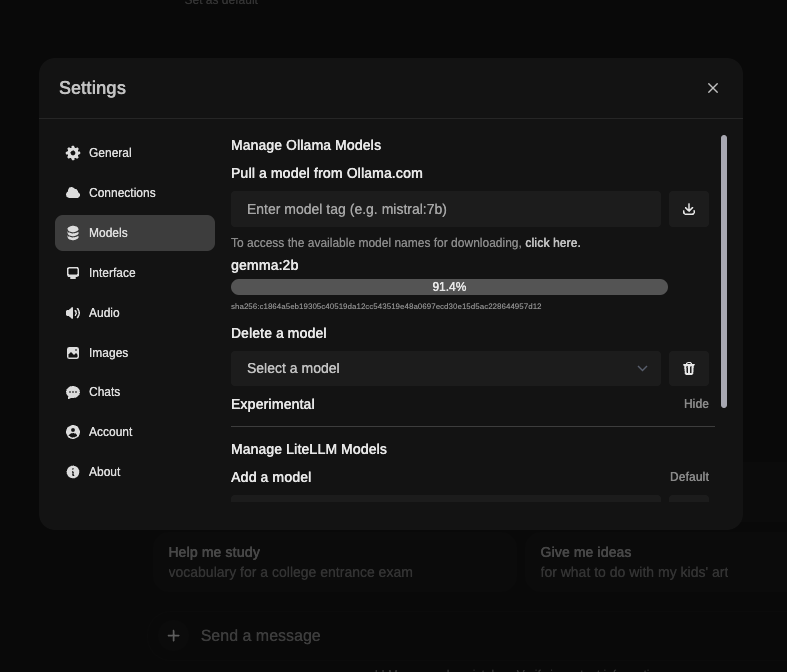 Set as default
Settings
General
Connections
Models
Interface
Audio
Images
Chats
Account
About
Manage Ollama Models
Pull a model from Ollama.com
Enter model tag (e.g. mistral:7b)
To access the available model names for downloading, click here.
gemma:2b
91.4%
sha256:c1864a5eb19305c40519da12cc543519e48a0697ecd30e15d5ac228644957d12
Delete a model
Select a model
Experimental
Hide
Manage LiteLLM Models
Add a model
Default
Help me study
vocabulary for a college entrance exam
Give me ideas
for what to do with my kids' art
Send a message